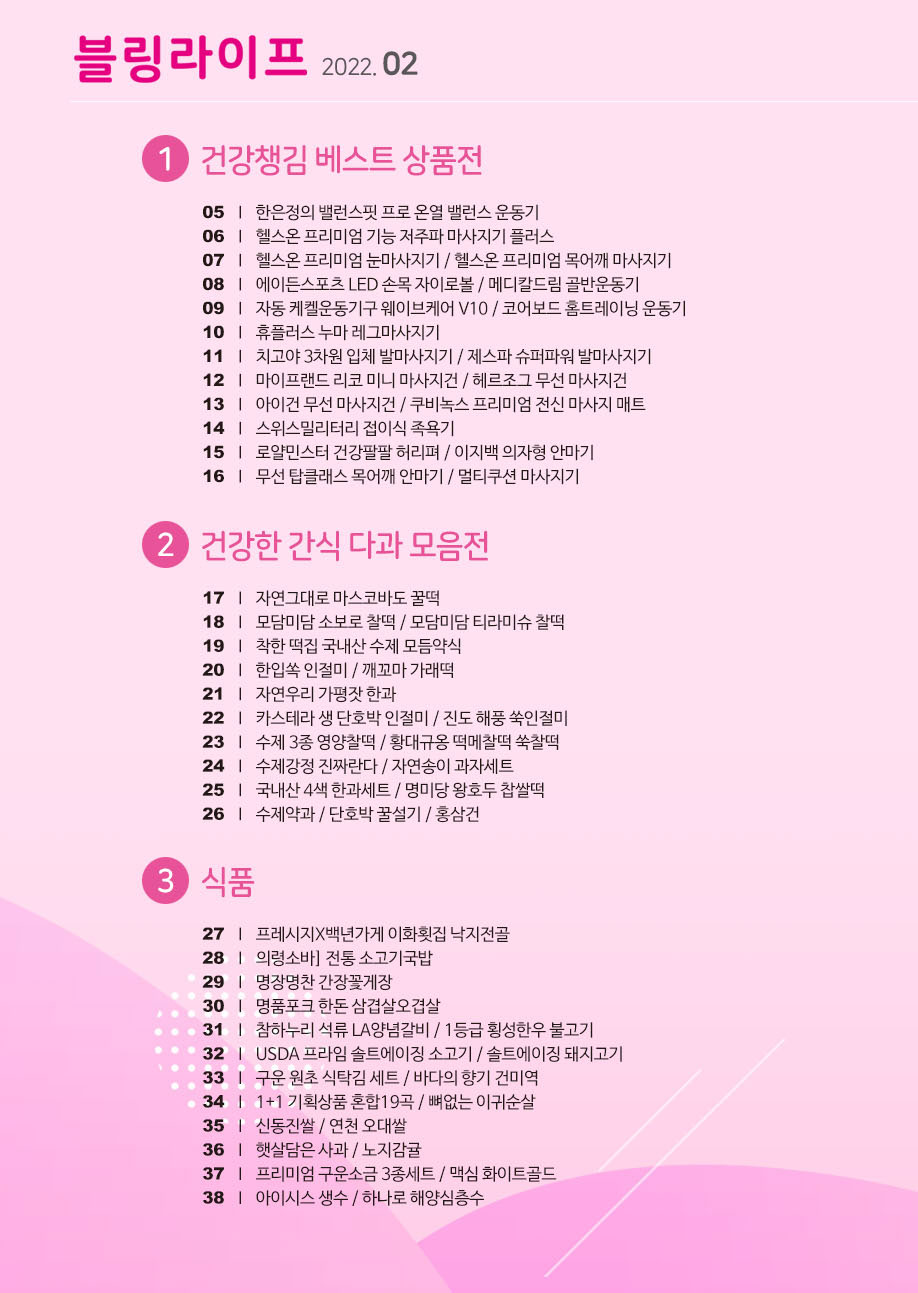 블링라이프 2022. 02
1 건강챙김 베스트 상품전
05 | 한은정의 밸런스핏 프로 온열 밸런스 운동기
06 | 헬스온 프리미엄 기능 저주파 마사지기 플러스
07 | 헬스온 프리미엄 눈마사지기 / 헬스온 프리미엄 목어깨 마사지기
08 | 에이든스포츠 LED 손목 자이로볼 / 메디칼드림 골반운동기
09 | 자동 케켈운동기구 웨이브케어 V10 / 코어보드 홈트레이닝 운동기
10 | 휴플러스 누마 레그마사지기
11 | 치고야 3차원 입체 발마사지기 / 제스파 슈퍼파워 발마사지기
12 | 마이프랜드 리코 미니 마사지건 / 헤르조그 무선 마사지건
13 | 아이건 무선 마사지건 / 쿠비녹스 프리미엄 전신 마사지 매트
14 | 스위스밀리터리 접이식 족욕기
15 | 로얄민스터 건강팔팔 허리펴 / 이지백 의자형 안마기
16 | 무선 탑클래스 목어깨 안마기 / 멀티쿠션 마사지기
2 건강한 간식 다과 모음전
17 | 자연그대로 마스코바도 꿀떡
18 | 모담미담 소보로 찰떡 / 모담미담 티라미슈 찰떡
19 | 착한 떡집 국내산 수제 모듬약식
20 | 한입쏙 인절미 / 깨꼬마 가래떡
21 | 자연우리 가평잣 한과
22 | 카스테라 생 단호박 인절미 / 진도 해풍 쑥인절미
23 | 수제 3종 영양찰떡 / 황대규옹 떡메찰떡 쑥찰떡
24 | 수제강정 진짜란다 / 자연송이 과자세트
25 | 국내산 4색 한과세트 / 명미당 왕호두 찹쌀떡
26 | 수제약과 / 단호박 꿀설기 / 홍삼건
3 식품
27 | 프레시지X백년가게 이화횟집 낙지전골
28 | 의령소바] 전통 소고기국밥
29 | 명장명찬 간장꽃게장
30 | 명품포크 한돈 삼겹살오겹살
31 | 참하누리 석류 LA양념갈비 / 1등급 횡성한우 불고기
32 | USDA 프라임 솔트에이징 소고기 / 솔트에이징 돼지고기
33 | 구운 원초 식탁김 세트 / 바다의 향기 건미역
34 | 1+1 기획상품 혼합19곡 / 뼈없는 이귀순살
35 | 신동진쌀 / 연천 오대쌀
36 | 햇살담은 사과 / 노지감귤
37 | 프리미엄 구운소금 3종세트 / 맥심 화이트골드
38 | 아이시스 생수 / 하나로 해양심층수